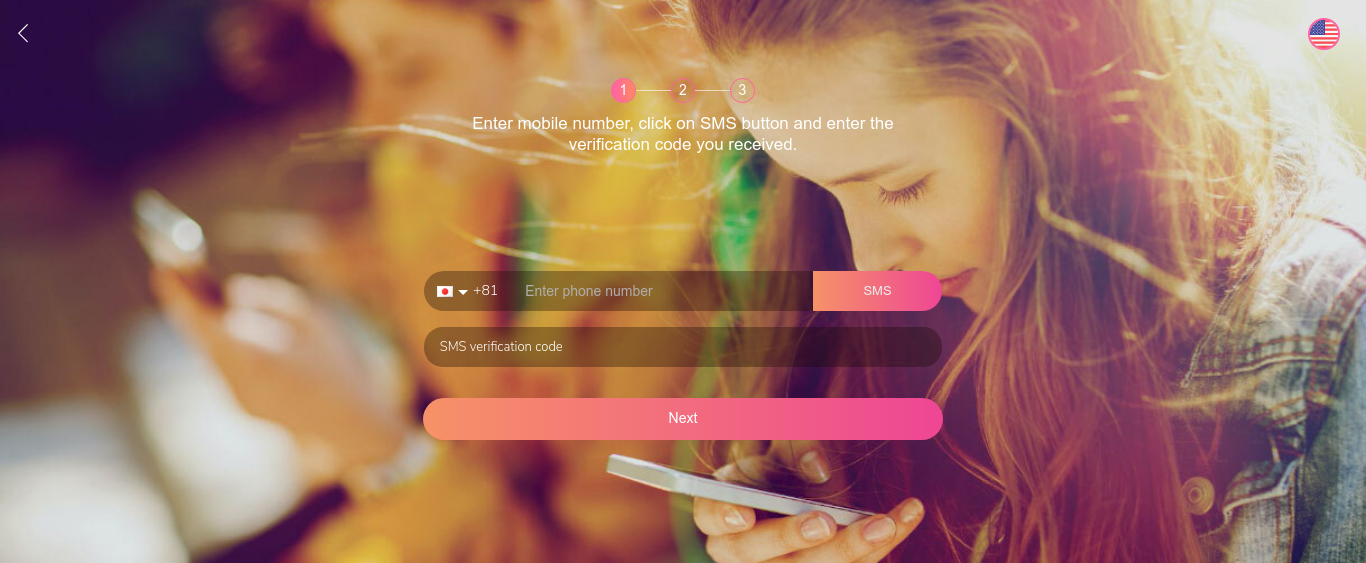 1 2 3
Enter mobile number, click on SMS button and enter the
verification code you received.
+81 Enter phone number SMS
SMS verification code
Next